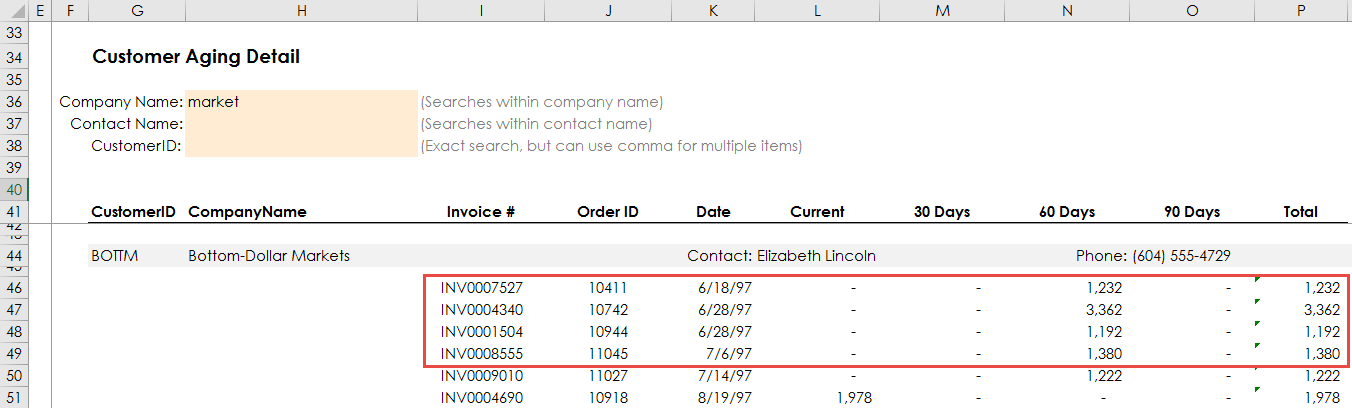 E F G H I J K L M N O P
33
34 Customer Aging Detail
35
36 Company Name: market (Searches within company name)
37 Contact Name: (Searches within contact name)
38 CustomerID: (Exact search, but can use comma for multiple items)
39
40
41 CustomerID CompanyName Invoice # Order ID Date Current 30 Days 60 Days 90 Days Total
42
44 BOTTM Bottom-Dollar Markets Contact: Elizabeth Lincoln Phone: (604) 555-4729
46 INV0007527 10411 6/18/97 - - 1,232 - 1,232
47 INV0004340 10742 6/28/97 - - 3,362 - 3,362
48 INV0001504 10944 6/28/97 - - 1,192 - 1,192
49 INV0008555 11045 7/6/97 - - 1,380 - 1,380
50 INV0009010 11027 7/14/97 - - 1,222 - 1,222
51 INV0004690 10918 8/19/97 1,978 - - - 1,978